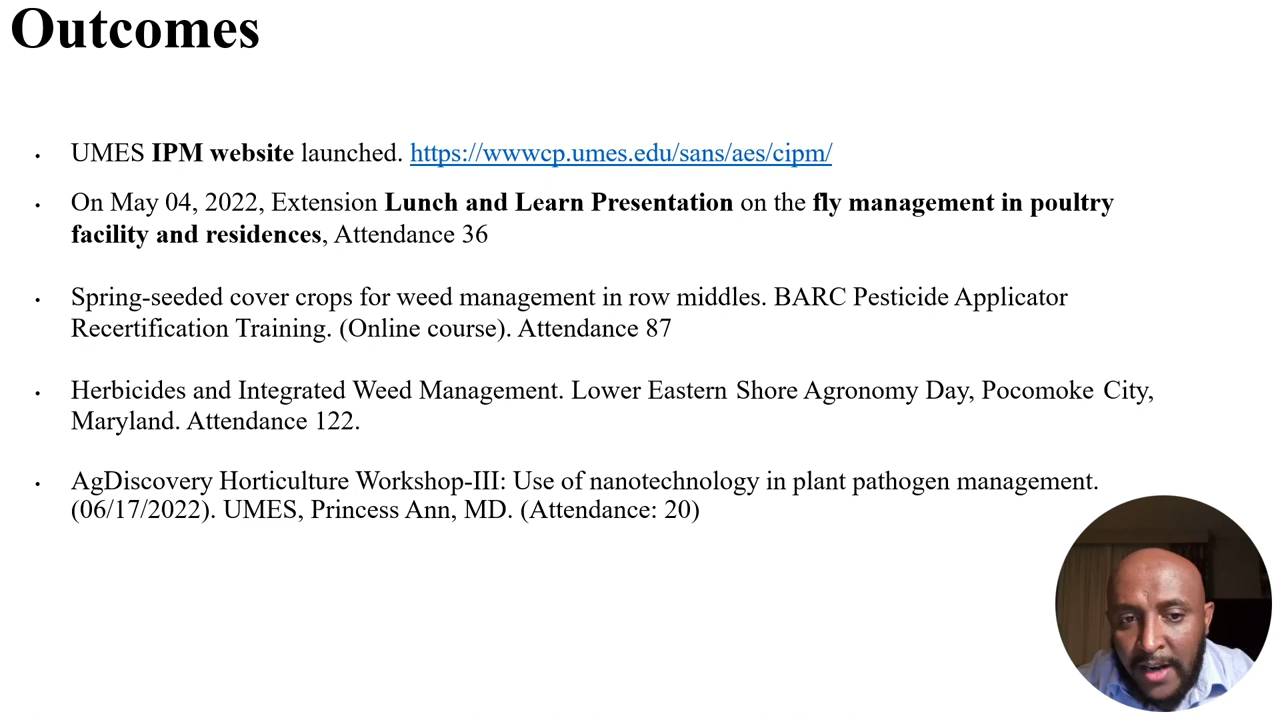 Outcomes
• UMES IPM website launched. https://wwwcp.umes.edu/sans/aes/cipm/
• On May 04, 2022, Extension Lunch and Learn Presentation on the fly management in poultry
facility and residences, Attendance 36
• Spring-seeded cover crops for weed management in row middles. BARC Pesticide Applicator
Recertification Training. (Online course). Attendance 87
• Herbicides and Integrated Weed Management. Lower Eastern Shore Agronomy Day, Pocomoke City,
Maryland. Attendance 122.
• AgDiscovery Horticulture Workshop-III: Use of nanotechnology in plant pathogen management.
(06/17/2022). UMES, Princess Ann, MD. (Attendance: 20)